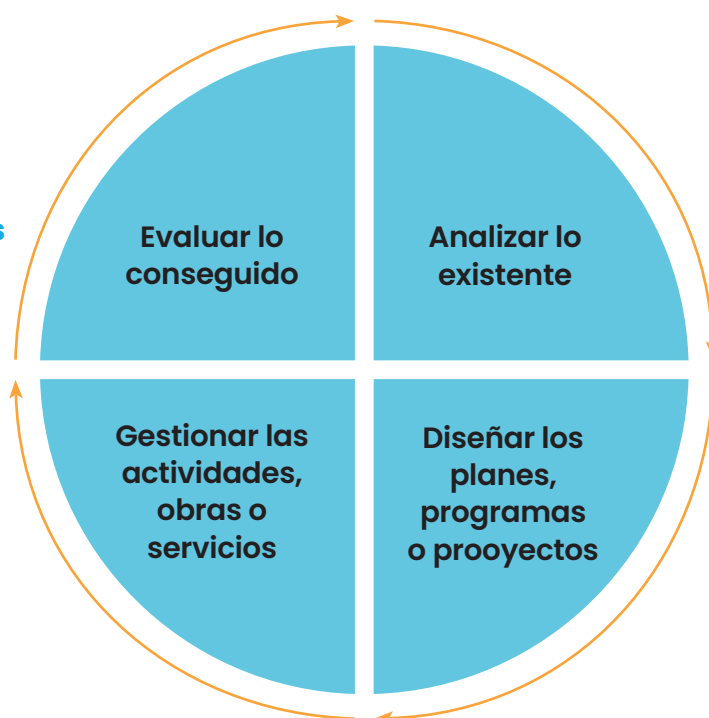 s
Evaluar lo
conseguido
Analizar lo
existente
Gestionar las
actividades,
obras o
servicios
Diseñar los
planes,
programas
o prooyectos